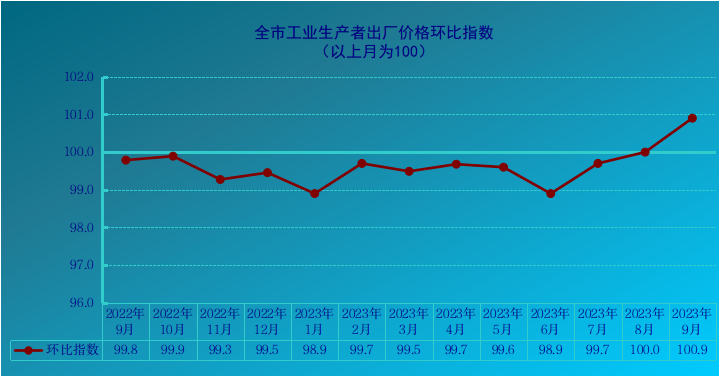 全市工业生产者出厂价格环比指数
（以上月为100）
102.0
101.0
100.0
99.0
98.0
97.0
96.0
2022年 2022年 2022年 2022年 2023年 2023年 2023年 2023年 2023年 2023年 2023年 2023年 2023年
9月 10月 11月 12月 1月 2月 3月 4月 5月 6月 7月 8月 9月
环比指数 99.8 99.9 99.3 99.5 98.9 99.7 99.5 99.7 99.6 98.9 99.7 100.0 100.9